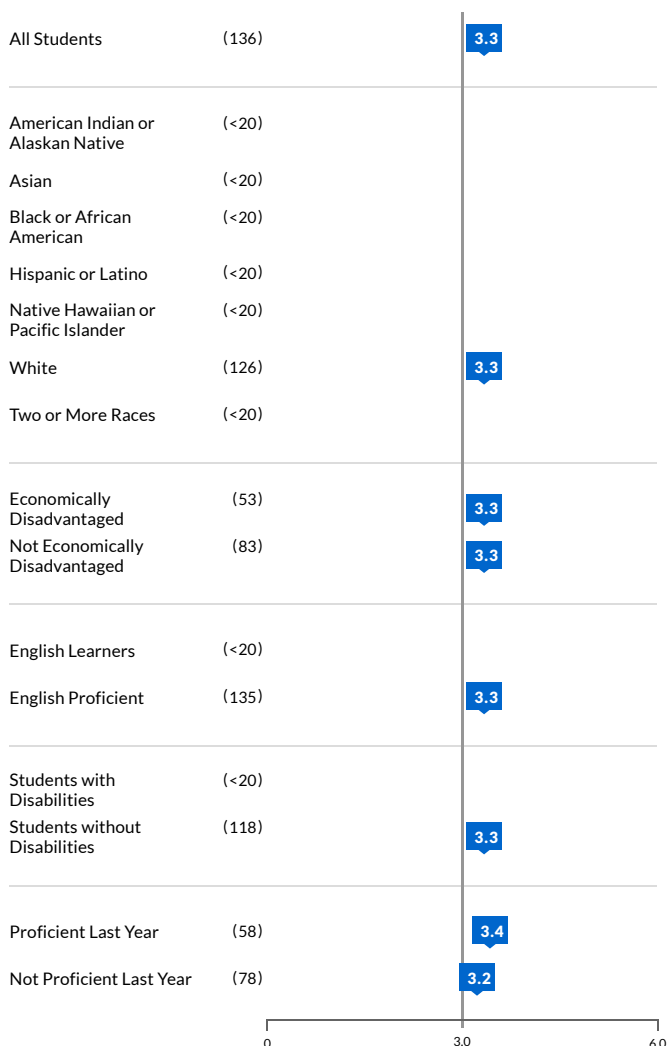 All Students (136) 3.3
American Indian or (<20)
Alaskan Native
Asian (<20)
Black or African (<20)
American
Hispanic or Latino (<20)
Native Hawaiian or (<20)
Pacific Islander
White (126) 3.3
Two or More Races (<20)
Economically (53) 3.3
Disadvantaged
Not Economically (83) 3.3
Disadvantaged
English Learners (<20)
English Proficient (135) 3.3
Students with (<20)
Disabilities
Students without (118) 3.3
Disabilities
Proficient Last Year (58) 3.4
Not Proficient Last Year (78) 3.2
0 3.0 6.0